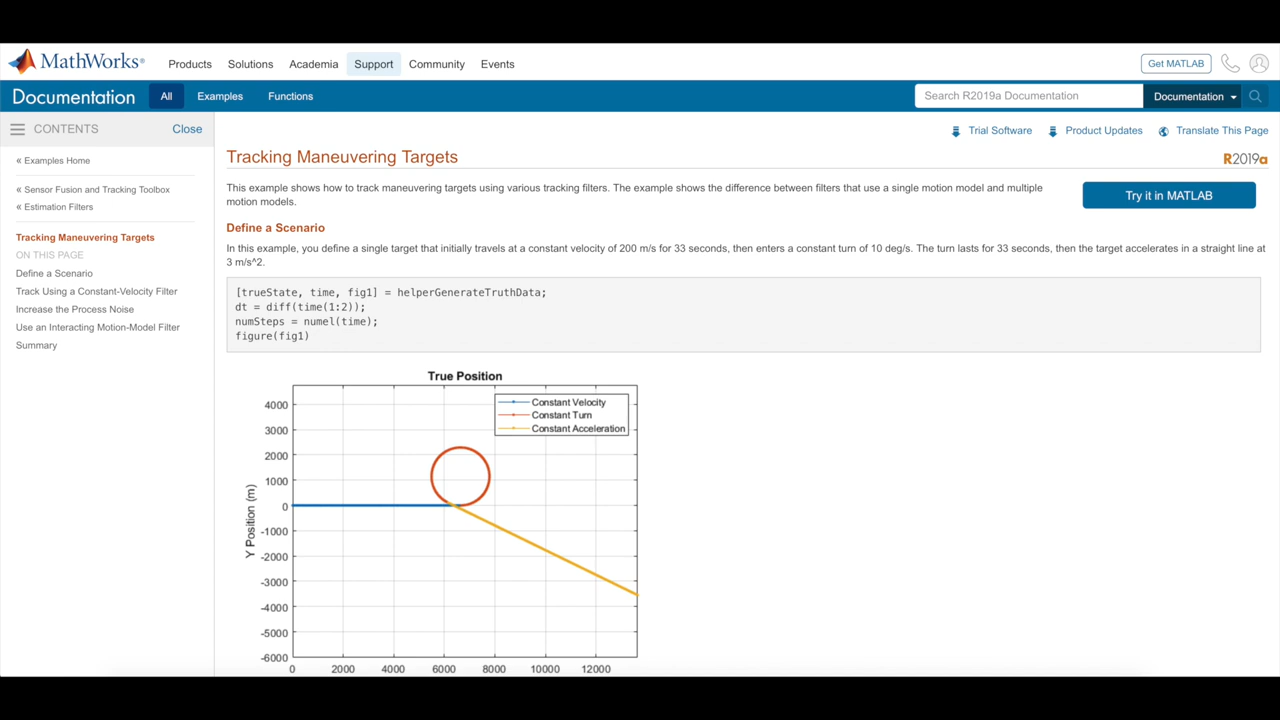 MathWorks®
Products
Solutions
Academia
Support
Community
Events
Get MATLAB
Documentation
All
Examples
Functions
Search R2019a Documentation
Documentation
CONTENTS
Close
« Examples Home
« Sensor Fusion and Tracking Toolbox
« Estimation Filters
Tracking Maneuvering Targets
ON THIS PAGE
Define a Scenario
Track Using a Constant-Velocity Filter
Increase the Process Noise
Use an Interacting Motion-Model Filter
Summary
Trial Software
Product Updates
Translate This Page
Tracking Maneuvering Targets
R2019a
This example shows how to track maneuvering targets using various tracking filters. The example shows the difference between filters that use a single motion model and multiple
motion models.
Try it in MATLAB
Define a Scenario
In this example, you define a single target that initially travels at a constant velocity of 200 m/s for 33 seconds, then enters a constant turn of 10 deg/s. The turn lasts for 33 seconds, then the target accelerates in a straight line at
3 m/s^2.
[trueState, time, fig1] = helperGenerateTruthData;
dt = diff(time(1:2));
numSteps = numel(time);
figure(fig1)
True Position
Constant Velocity
Constant Turn
Constant Acceleration
Y Position (m)
4000
3000
2000
1000
0
-1000
-2000
-3000
-4000
-5000
-6000
0 2000 4000 6000 8000 10000 12000